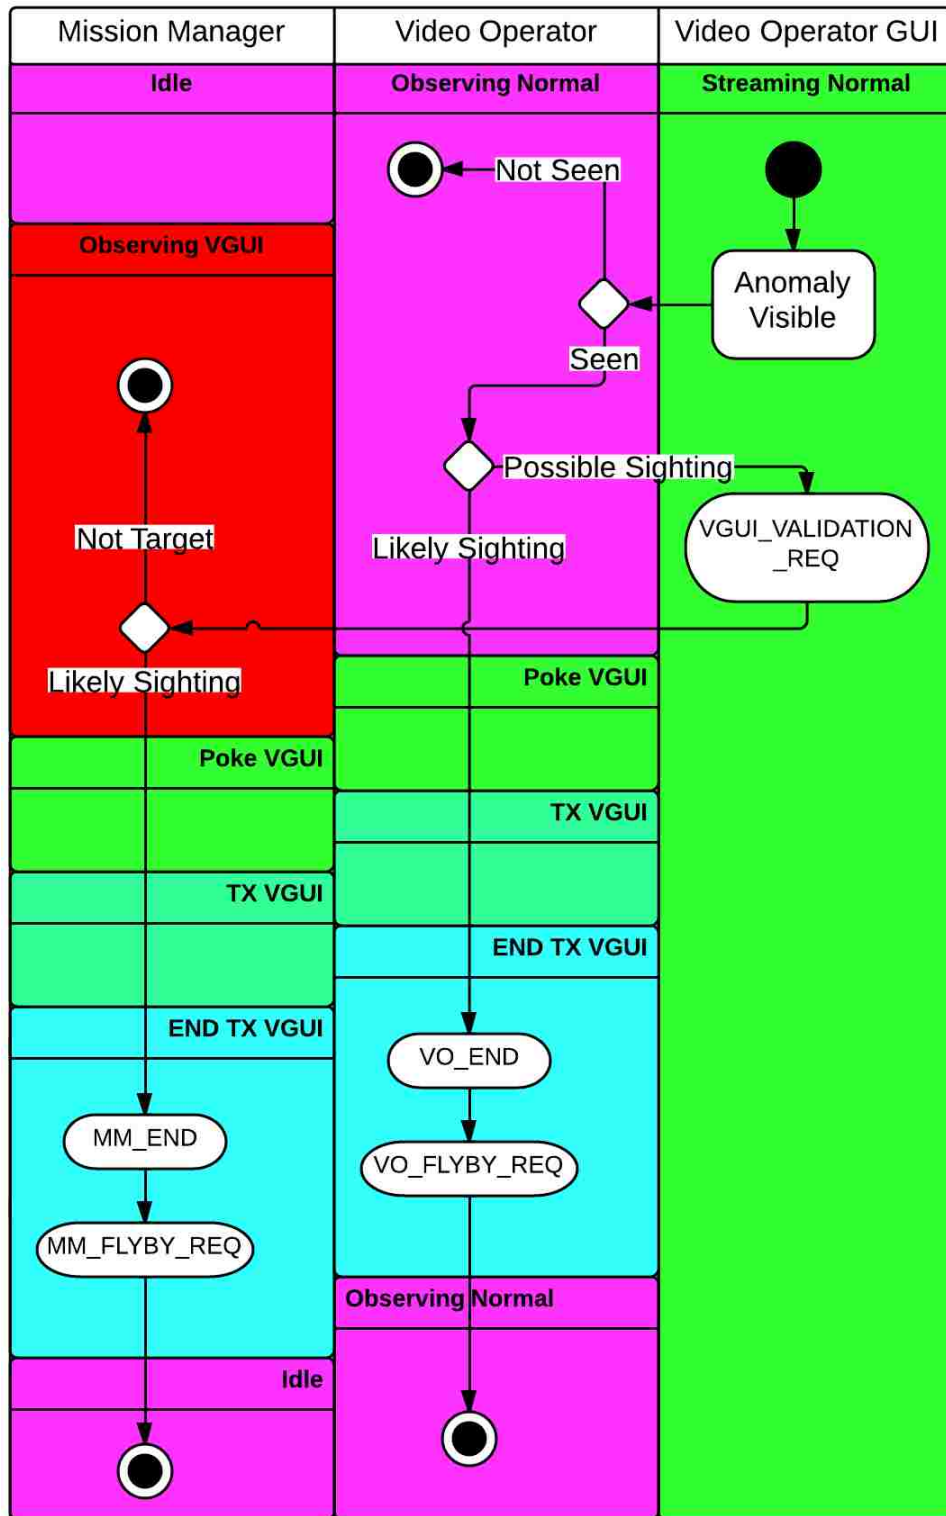 Mission Manager
Video Operator
Video Operator GUI
Idle
Observing Normal
Streaming Normal
Not Seen
Observing VGUI
Anomaly
Visible
Seen
Possible Sighting
Not Target
Likely Sighting
VGUI_VALIDATION
_REQ
Likely Sighting
Poke VGUI
Poke VGUI
TX VGUI
TX VGUI
END TX VGUI
END TX VGUI
VO_END
MM_END
VO_FLYBY_REQ
MM_FLYBY_REQ
Observing Normal
Idle